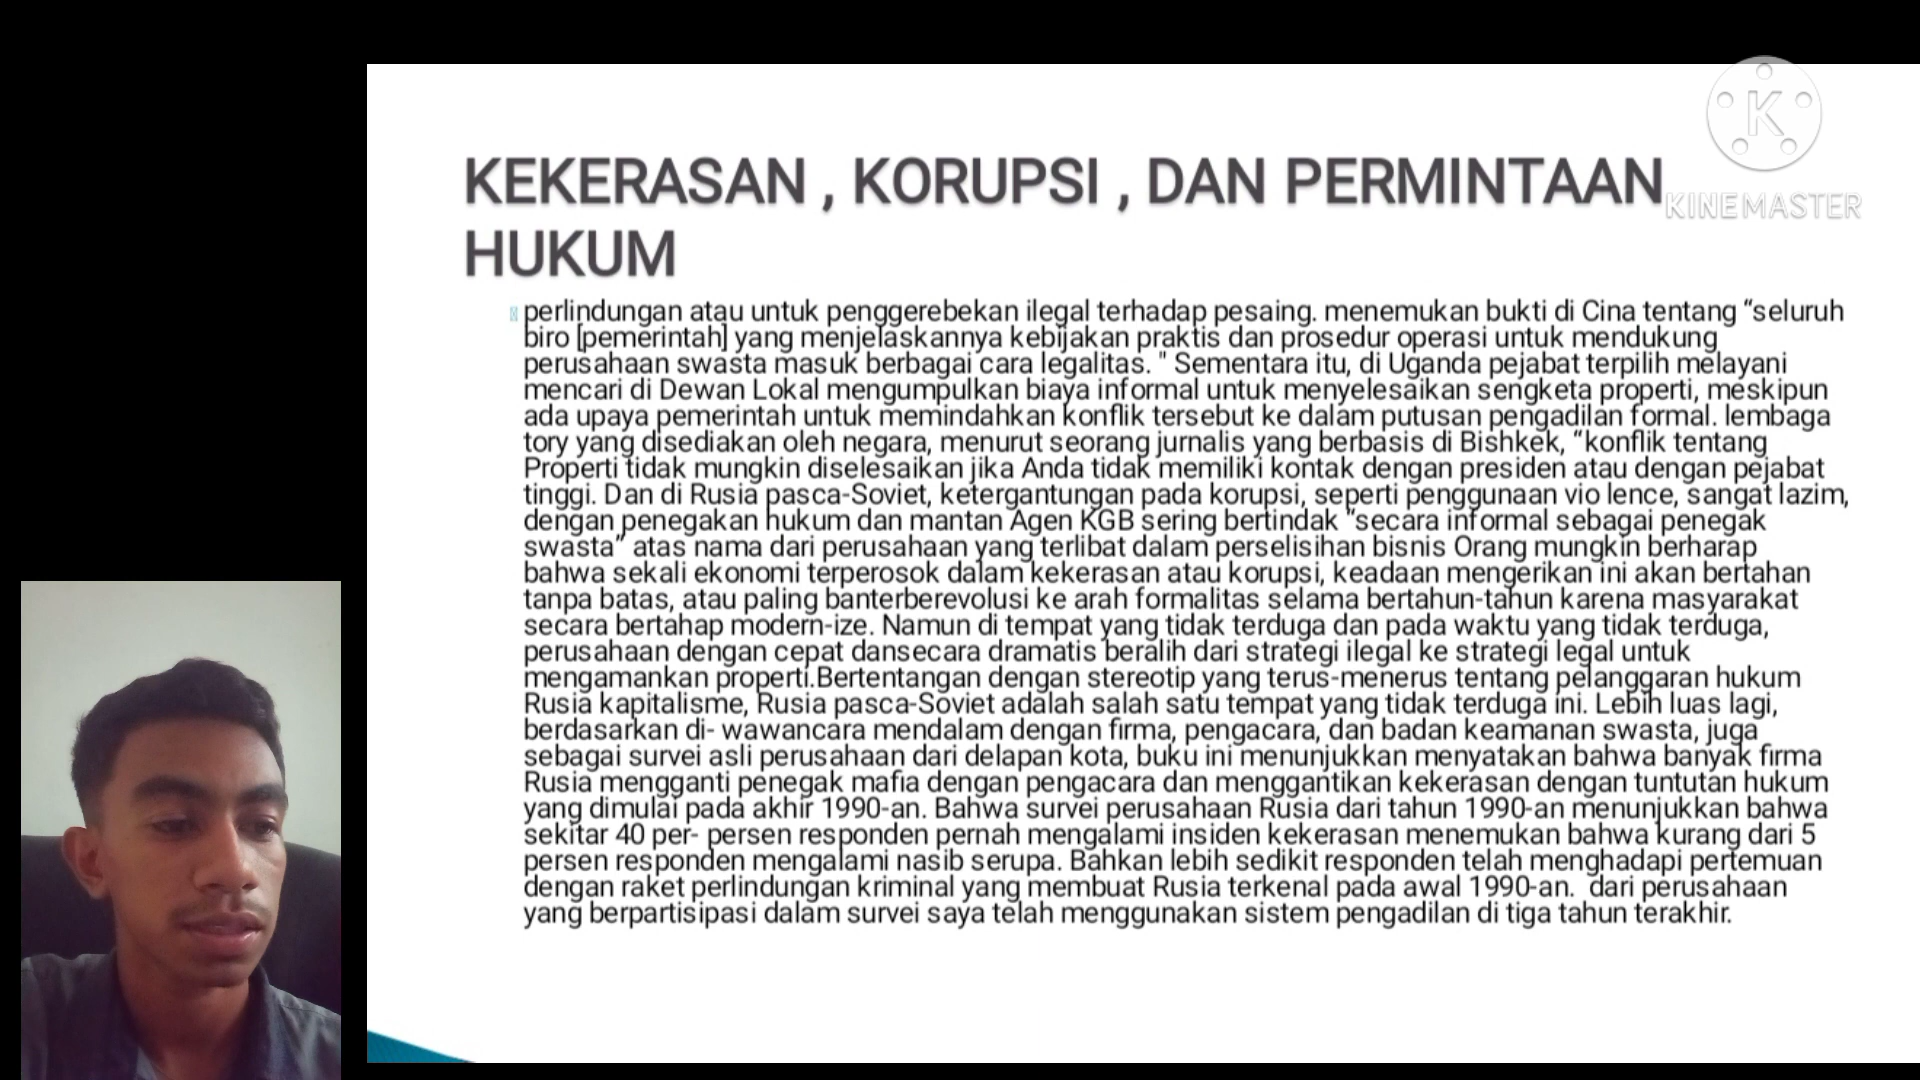 KEKERASAN , KORUPSI , DAN PERMINTAAN
HUKUM
KINEMASTER
perlindungan atau untuk penggerebekan ilegal terhadap pesaing. menemukan bukti di Cina tentang “seluruh
biro [pemerintah] yang menjelaskannya kebijakan praktis dan prosedur operasi untuk mendukung
perusahaan swasta masuk berbagai cara legalitas. " Sementara itu, di Uganda pejabat terpilih melayani
mencari di Dewan Lokal mengumpulkan biaya informal untuk menyelesaikan sengketa properti, meskipun
ada upaya pemerintah untuk memindahkan konflik tersebut ke dalam putusan pengadilan formal. lembaga
tory yang disediakan oleh negara, menurut seorang jurnalis yang berbasis di Bishkek, “konflik tentang
Properti tidak mungkin diselesaikan jika Anda tidak memiliki kontak dengan presiden atau dengan pejabat
tinggi. Dan di Rusia pasca-Soviet, ketergantungan pada korupsi, seperti penggunaan vio lence, sangat lazim,
dengan penegakan hukum dan mantan Agen KGB sering bertindak “secara informal sebagai penegak
swasta” atas nama dari perusahaan yang terlibat dalam perselisihan bisnis Orang mungkin berharap
bahwa sekali ekonomi terperosok dalam kekerasan atau korupsi, keadaan mengerikan ini akan bertahan
tanpa batas, atau paling banterberevolusi ke arah formalitas selama bertahun-tahun karena masyarakat
secara bertahap modern-ize. Namun di tempat yang tidak terduga dan pada waktu yang tidak terduga,
perusahaan dengan cepat dansecara dramatis beralih dari strategi ilegal ke strategi legal untuk
mengamankan properti.Bertentangan dengan stereotip yang terus-menerus tentang pelanggaran hukum
Rusia kapitalisme, Rusia pasca-Soviet adalah salah satu tempat yang tidak terduga ini. Lebih luas lagi,
berdasarkan di- wawancara mendalam dengan firma, pengacara, dan badan keamanan swasta, juga
sebagai survei asli perusahaan dari delapan kota, buku ini menunjukkan menyatakan bahwa banyak firma
Rusia mengganti penegak mafia dengan pengacara dan menggantikan kekerasan dengan tuntutan hukum
yang dimulai pada akhir 1990-an. Bahwa survei perusahaan Rusia dari tahun 1990-an menunjukkan bahwa
sekitar 40 per- persen responden pernah mengalami insiden kekerasan menemukan bahwa kurang dari 5
persen responden mengalami nasib serupa. Bahkan lebih sedikit responden telah menghadapi pertemuan
dengan raket perlindungan kriminal yang membuat Rusia terkenal pada awal 1990-an.  dari perusahaan
yang berpartisipasi dalam survei saya telah menggunakan sistem pengadilan di tiga tahun terakhir.